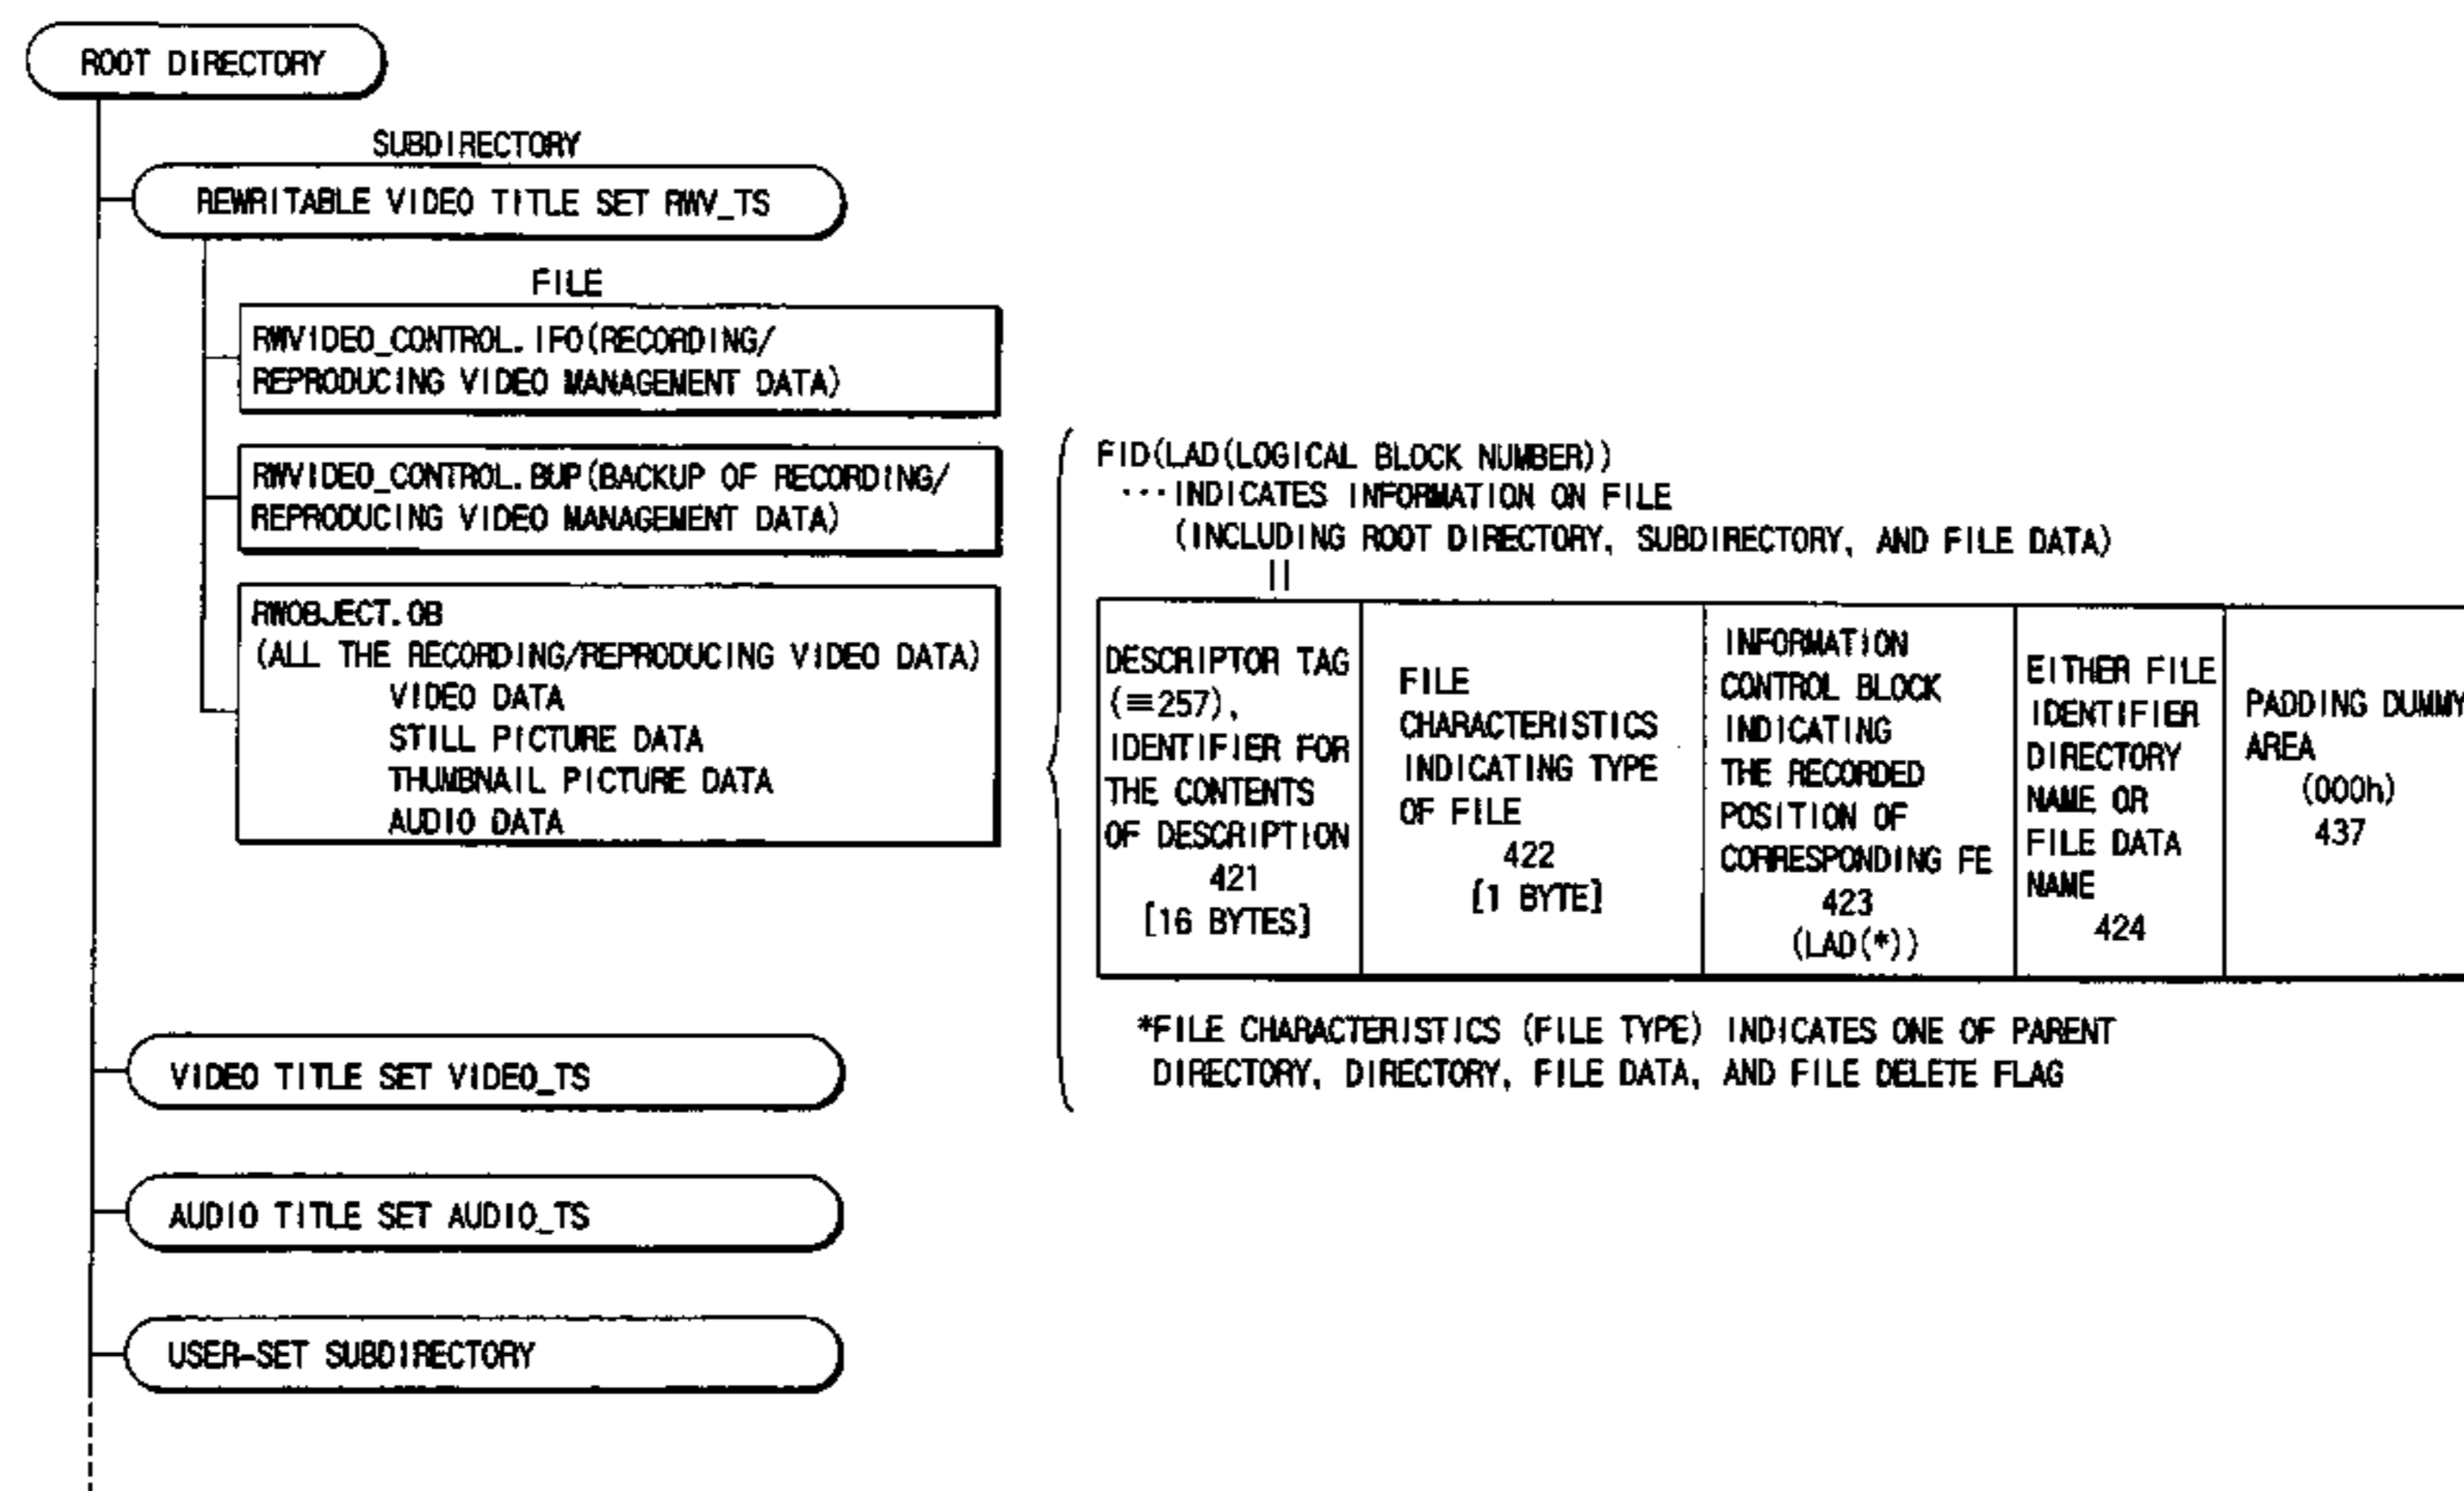 ROOT DIRECTORY
SUBDIRECTORY
REWRITABLE VIDEO TITLE SET RWV_TS
FILE
RWVIDEO_CONTROL.IFO(RECORDING/
REPRODUCING VIDEO MANAGEMENT DATA)
RWVIDEO_CONTROL.BUP(BACKUP OF RECORDING/
REPRODUCING VIDEO MANAGEMENT DATA)
RWOBJECT.OB
(ALL THE RECORDING/REPRODUCING VIDEO DATA)
VIDEO DATA
STILL PICTURE DATA
THUMBNAIL PICTURE DATA
AUDIO DATA
VIDEO TITLE SET VIDEO_TS
AUDIO TITLE SET AUDIO_TS
USER-SET SUBDIRECTORY
FID(LAD(LOGICAL BLOCK NUMBER))
···INDICATES INFORMATION ON FILE
(INCLUDING ROOT DIRECTORY, SUBDIRECTORY, AND FILE DATA)
||
DESCRIPTOR TAG
(≡257),
IDENTIFIER FOR
THE CONTENTS
OF DESCRIPTION
421
[16 BYTES]
FILE
CHARACTERISTICS
INDICATING TYPE
OF FILE
422
[1 BYTE]
INFORMATION
CONTROL BLOCK
INDICATING
THE RECORDED
POSITION OF
CORRESPONDING FE
423
(LAD(*))
EITHER FILE
IDENTIFIER
DIRECTORY
NAME OR
FILE DATA
NAME
424
PADDING DUMMY
AREA
(000h)
437
*FILE CHARACTERISTICS (FILE TYPE) INDICATES ONE OF PARENT
DIRECTORY, DIRECTORY, FILE DATA, AND FILE DELETE FLAG